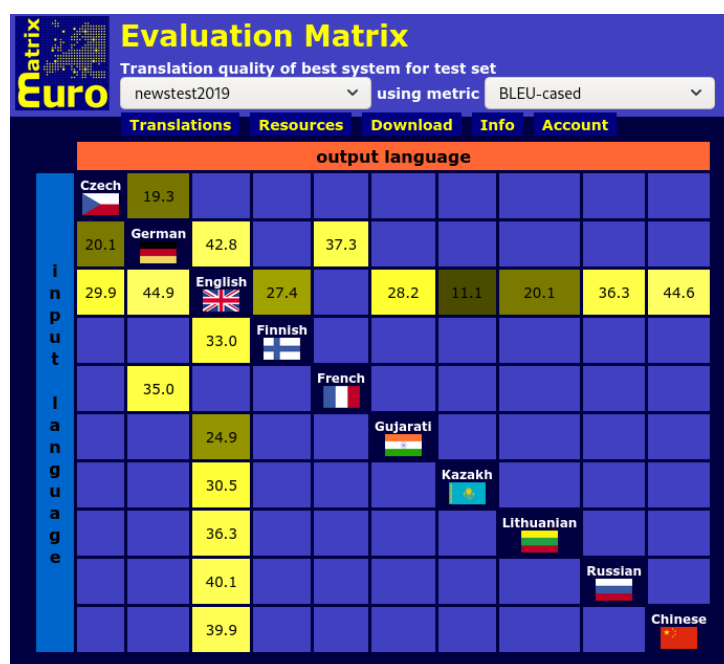 Euro
Matrix
Evaluation Matrix
Translation quality of best system for test set
newstest2019 using metric BLEU-cased
Translations Resources Download Info Account
output language
input language
Czech 19.3
20.1 German 42.8 37.3
29.9 44.9 English 27.4 28.2 11.1 20.1 36.3 44.6
33.0 Finnish
35.0 French
24.9 Gujarati
30.5 Kazakh
36.3 Lithuanian
40.1 Russian
39.9 Chinese